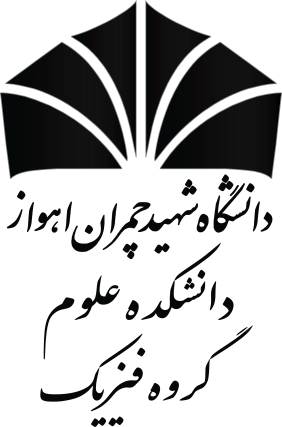 دانشگاه شهید چمران اهواز
دانشکده علوم
گروه فیزیک